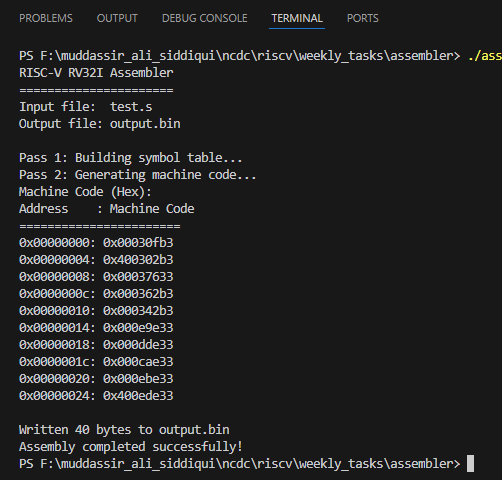 PROBLEMS OUTPUT DEBUG CONSOLE TERMINAL PORTS
PS F:\muddassir_ali_siddiqui\ncdc\riscv\weekly_tasks\assembler> ./ass
RISC-V RV32I Assembler
======================
Input file:  test.s
Output file: output.bin
Pass 1: Building symbol table...
Pass 2: Generating machine code...
Machine Code (Hex):
Address    : Machine Code
=======================
0x00000000: 0x00030fb3
0x00000004: 0x400302b3
0x00000008: 0x00037633
0x0000000c: 0x000362b3
0x00000010: 0x000342b3
0x00000014: 0x000e9e33
0x00000018: 0x000dde33
0x0000001c: 0x000cae33
0x00000020: 0x000ebe33
0x00000024: 0x400ede33
Written 40 bytes to output.bin
Assembly completed successfully!
PS F:\muddassir_ali_siddiqui\ncdc\riscv\weekly_tasks\assembler>